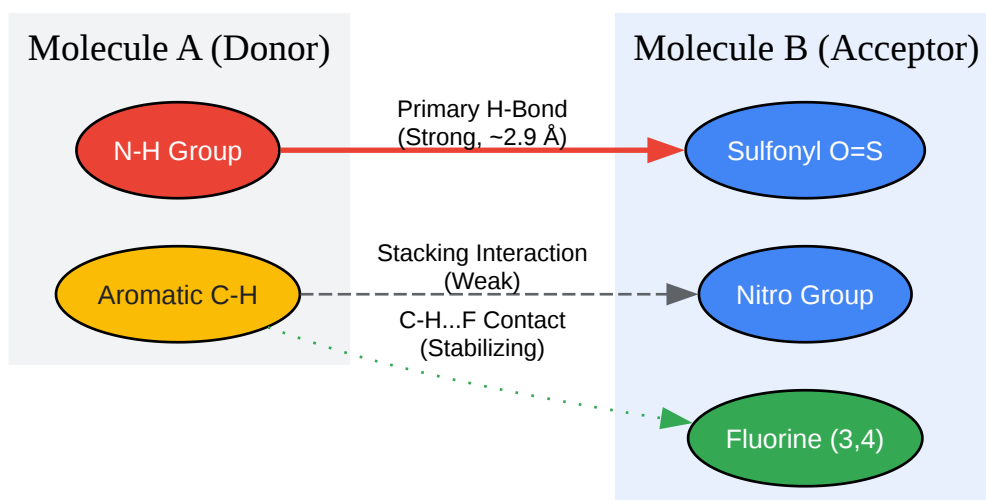 Molecule A (Donor)
Molecule B (Acceptor)
Primary H-Bond
(Strong, ~2.9 Å)
N-H Group
Sulfonyl O=S
Stacking Interaction
(Weak)
Aromatic C-H
Nitro Group
C-H...F Contact
(Stabilizing)
Fluorine (3,4)